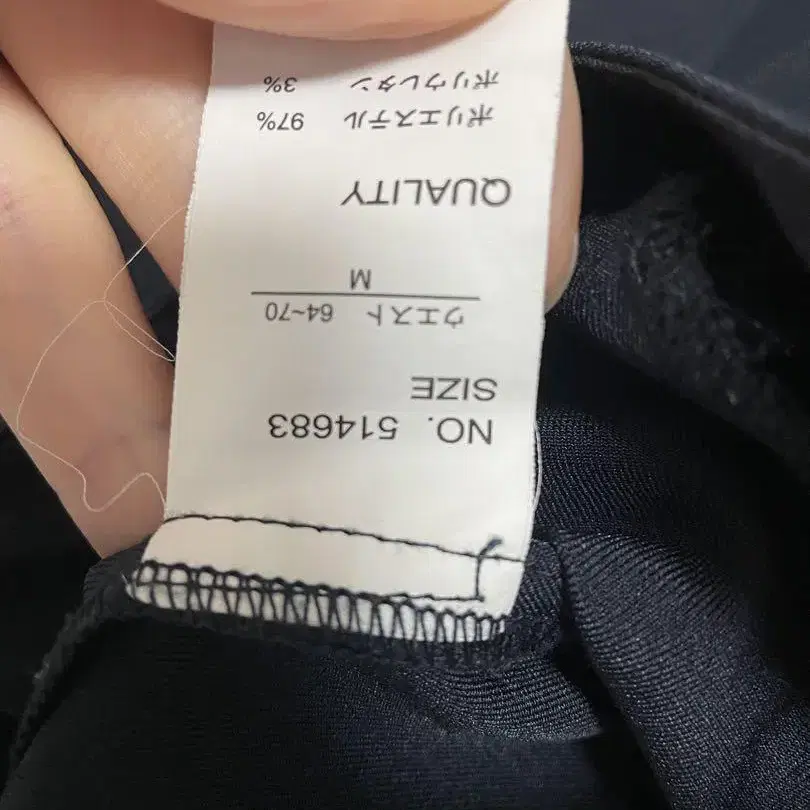 NO. 514683
SIZE
ウエスト 64~70
M
QUALITY
ポリエステル 97%
ポリウレタン 3%